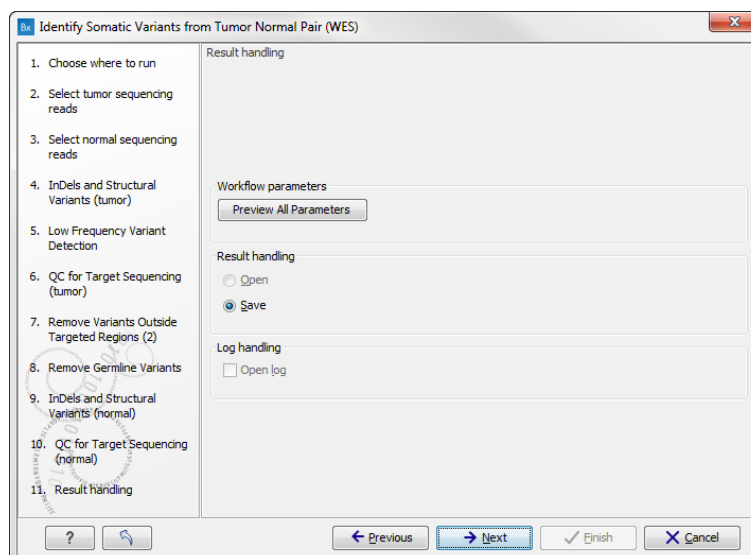 Bx Identify Somatic Variants from Tumor Normal Pair (WES)
X
1. Choose where to run
2. Select tumor sequencing
reads
3. Select normal sequencing
reads
4. InDels and Structural
Variants (tumor)
5. Low Frequency Variant
Detection
6. QC for Target Sequencing
(tumor)
7. Remove Variants Outside
Targeted Regions (2)
8. Remove Germline Variants
9. InDels and Structural
Variants (normal)
10. QC for Target Sequencing
(normal)
11. Result handling
Result handling
Workflow parameters
Preview All Parameters
Result handling
Open
Save
Log handling
Open log
?
Previous
Next
Finish
Cancel